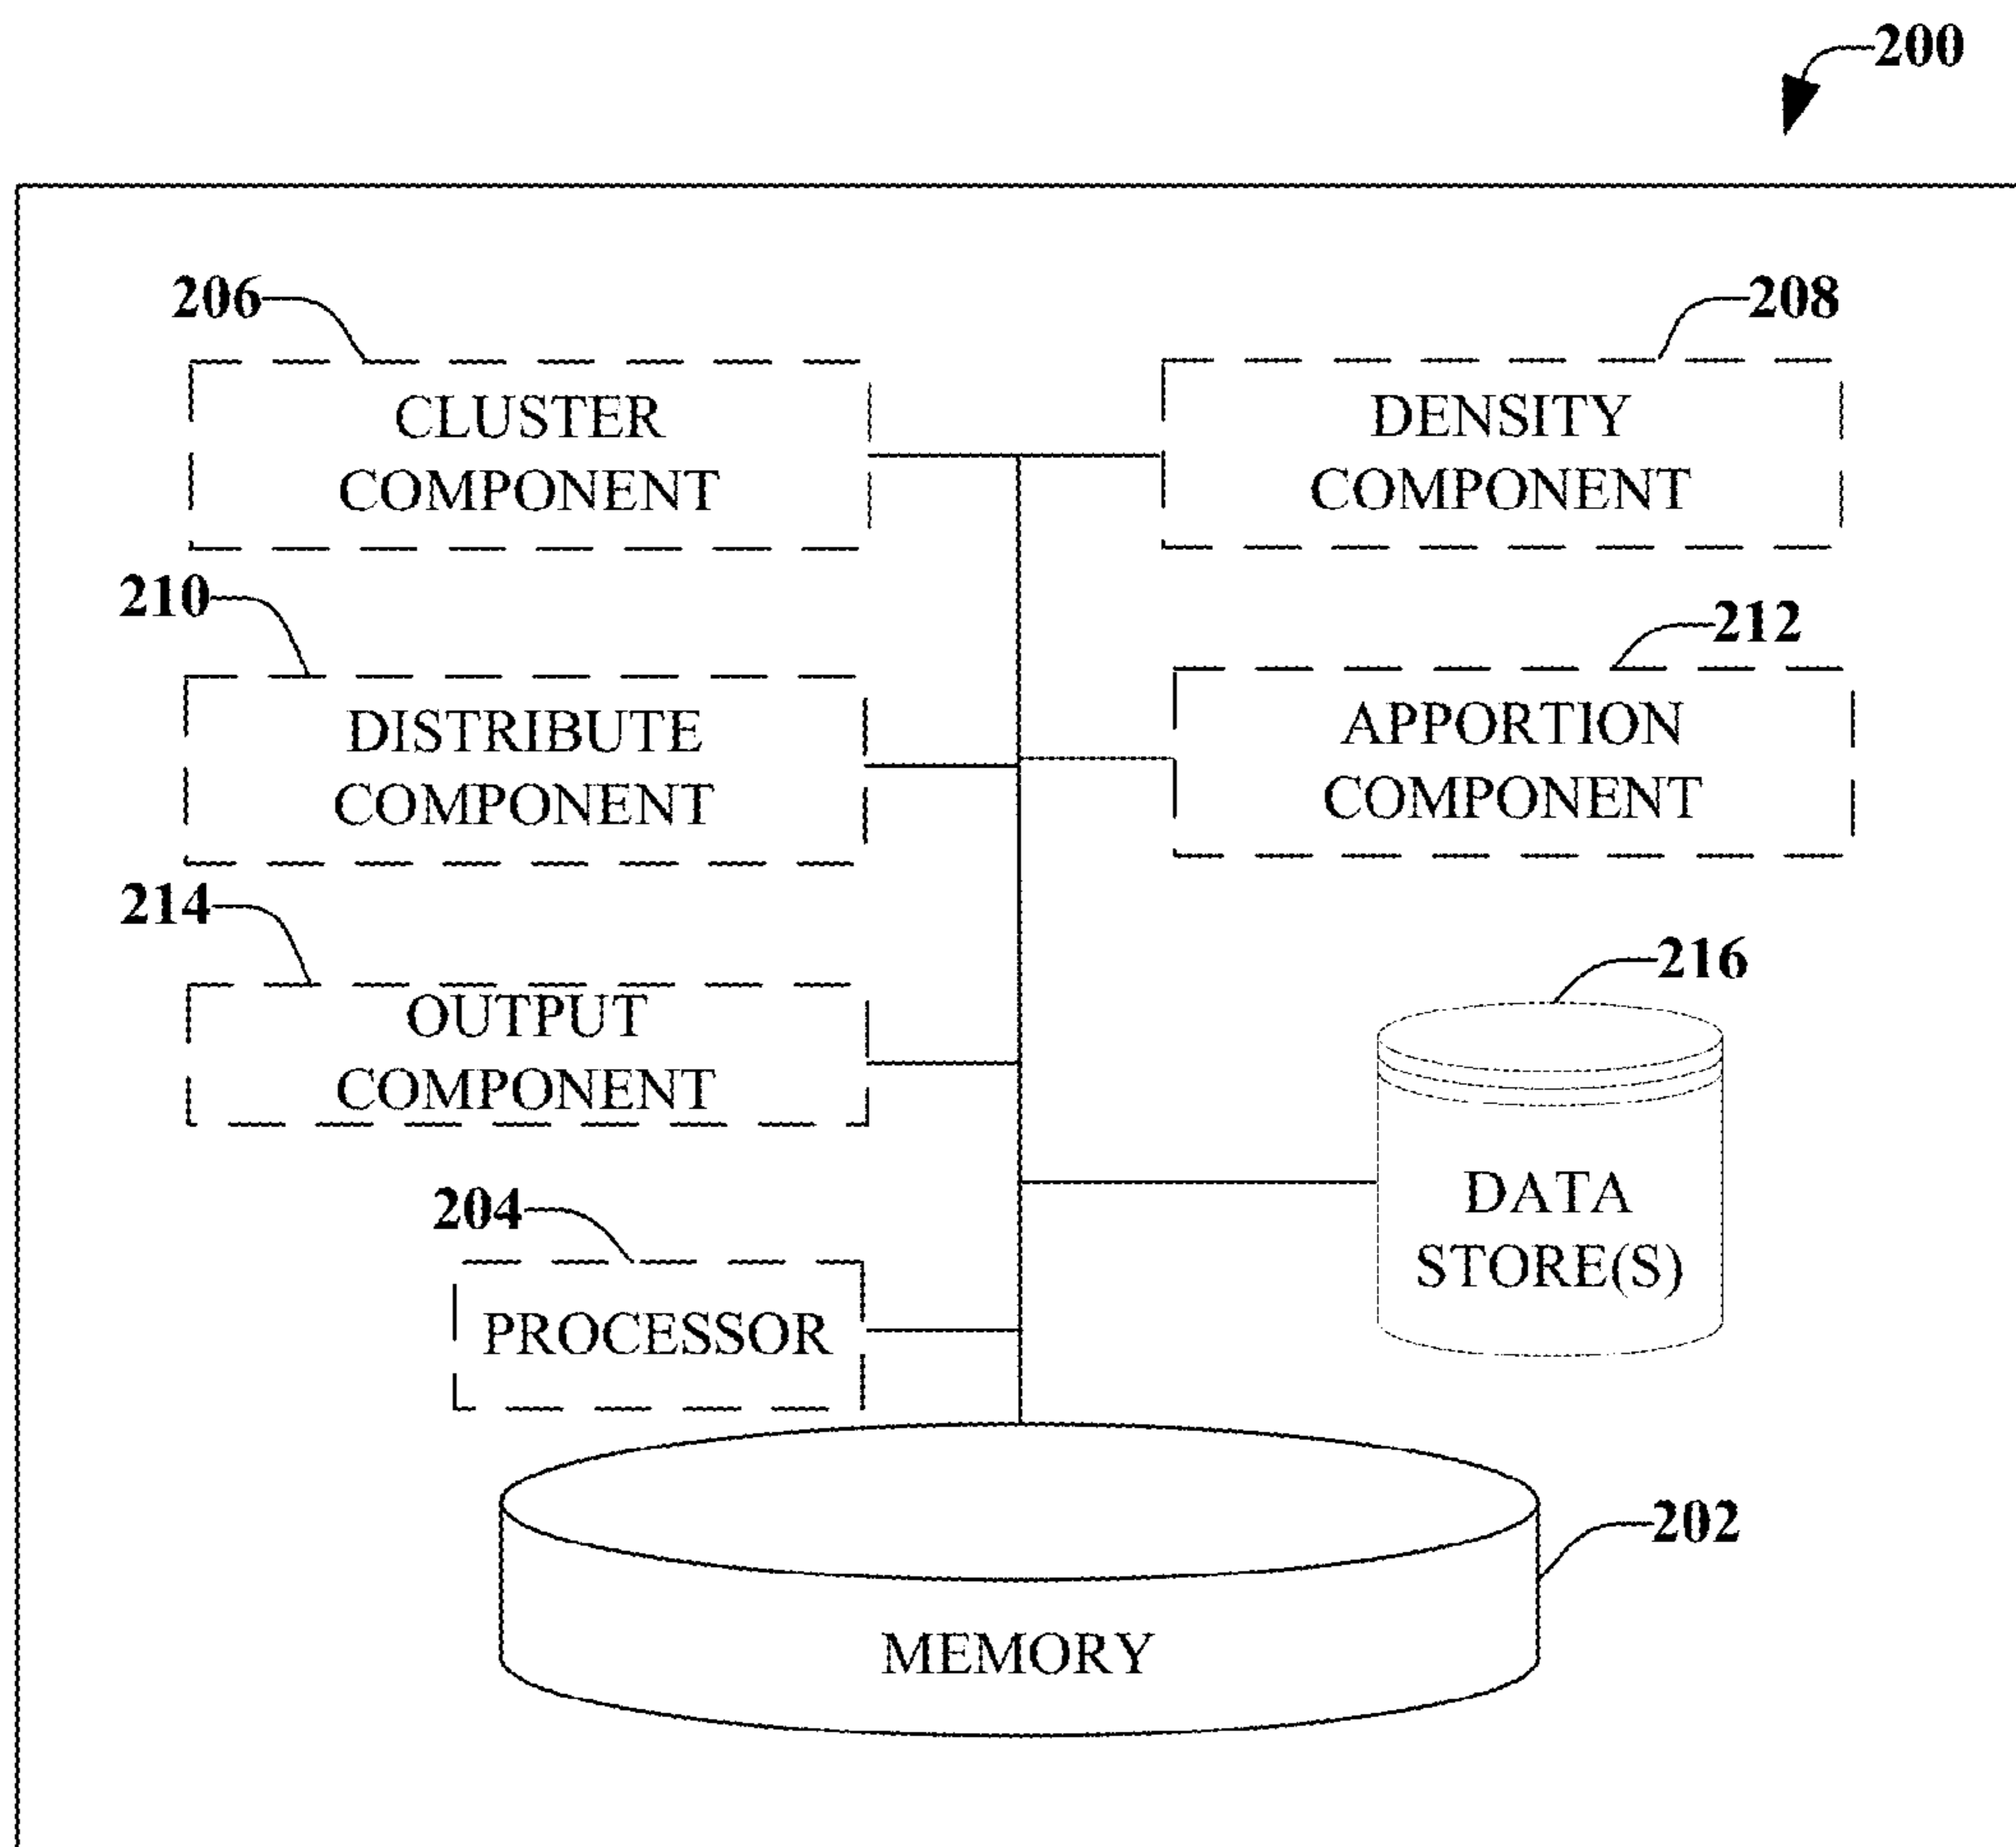 200
206
208
CLUSTER
COMPONENT
DENSITY
COMPONENT
210
212
DISTRIBUTE
COMPONENT
APPORTION
COMPONENT
214
216
OUTPUT
COMPONENT
DATA
STORE(S)
204
PROCESSOR
202
MEMORY